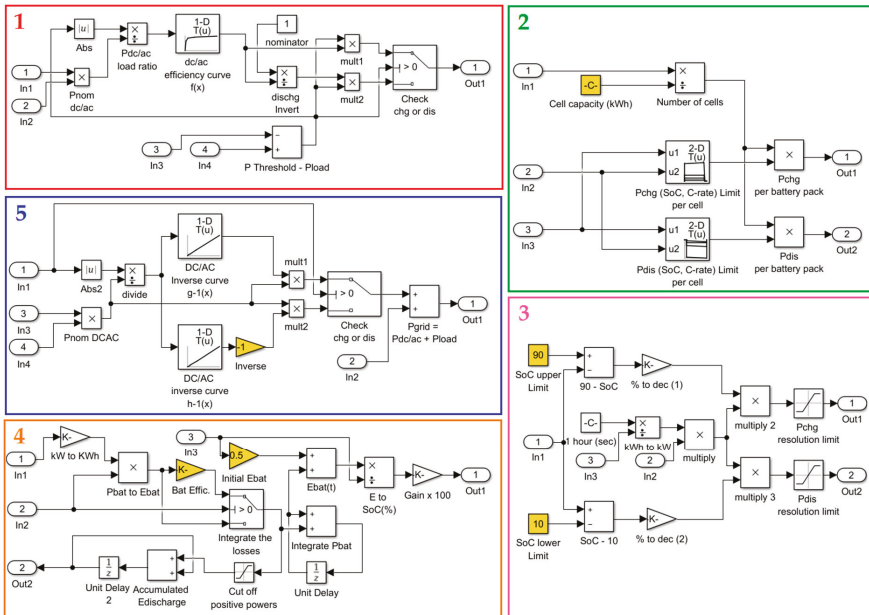 1
|u|
Abs
×
÷
Pdc/ac
load ratio
1-D
T(u)
dc/ac
efficiency curve
f(x)
1
nominator
×
mult1
1
In1
2
In2
×
Pnom
dc/ac
×
÷
dischg
Invert
×
mult2
> 0
Check
chg or dis
1
Out1
3
In3
4
In4
−
+
P Threshold - Pload
2
1
In1
-C-
Cell capacity (kWh)
×
÷
Number of cells
2
In2
u1
u2
2-D
T(u)
Pchg (SoC, C-rate) Limit
per cell
×
Pchg
per battery pack
1
Out1
3
In3
u1
u2
2-D
T(u)
Pdis (SoC, C-rate) Limit
per cell
×
Pdis
per battery pack
2
Out2
5
1
In1
|u|
Abs2
×
÷
divide
1-D
T(u)
DC/AC
Inverse curve
g-1(x)
×
mult1
3
In3
4
In4
×
Pnom DCAC
1-D
T(u)
DC/AC
inverse curve
h-1(x)
-1
Inverse
×
mult2
> 0
Check
chg or dis
2
In2
+
+
Pgrid =
Pdc/ac + Pload
1
Out1
3
90
SoC upper
Limit
+
−
90 - SoC
K-
% to dec (1)
1
In1
-C-
1 hour (sec)
3
In3
×
÷
kWh to kW
2
In2
×
multiply
×
multiply 2
Pchg
resolution limit
1
Out1
×
multiply 3
Pdis
resolution limit
2
Out2
10
SoC lower
Limit
+
−
SoC - 10
K-
% to dec (2)
4
1
In1
K-
kW to KWh
2
In2
×
Pbat to Ebat
K-
Bat Effic.
3
In3
0.5
Initial Ebat
> 0
Integrate the
losses
+
+
Ebat(t)
×
÷
E to
SoC(%)
K-
Gain x 100
1
Out1
+
+
Integrate Pbat
1
z
Unit Delay
Cut off
positive powers
+
+
Accumulated
Edischarge
1
z
Unit Delay
2
2
Out2